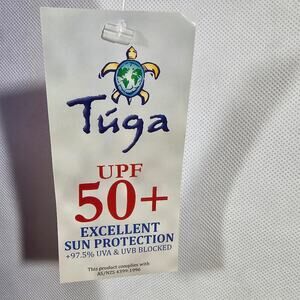 Túga
UPF
50+
EXCELLENT
SUN PROTECTION
+97.5% UVA & UVB BLOCKED
This product complies with
AS/NZS 4399:1996